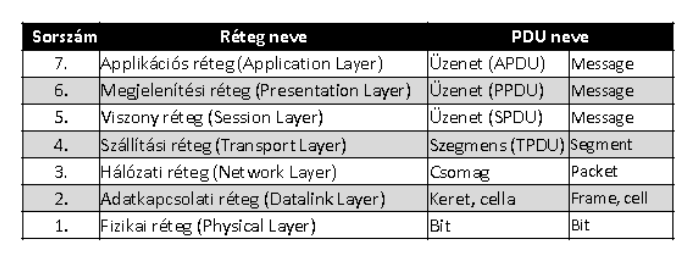 Sorszám Réteg neve PDU neve
7. Applikációs réteg (Application Layer) Üzenet (APDU) Message
6. Megjelenítési réteg (Presentation Layer) Üzenet (PPDU) Message
5. Viszony réteg (Session Layer) Üzenet (SPDU) Message
4. Szállítási réteg (Transport Layer) Szegmens (TPDU) Segment
3. Hálózati réteg (Network Layer) Csomag Packet
2. Adatkapcsolati réteg (Datalink Layer) Keret, cella Frame, cell
1. Fizikai réteg (Physical Layer) Bit Bit